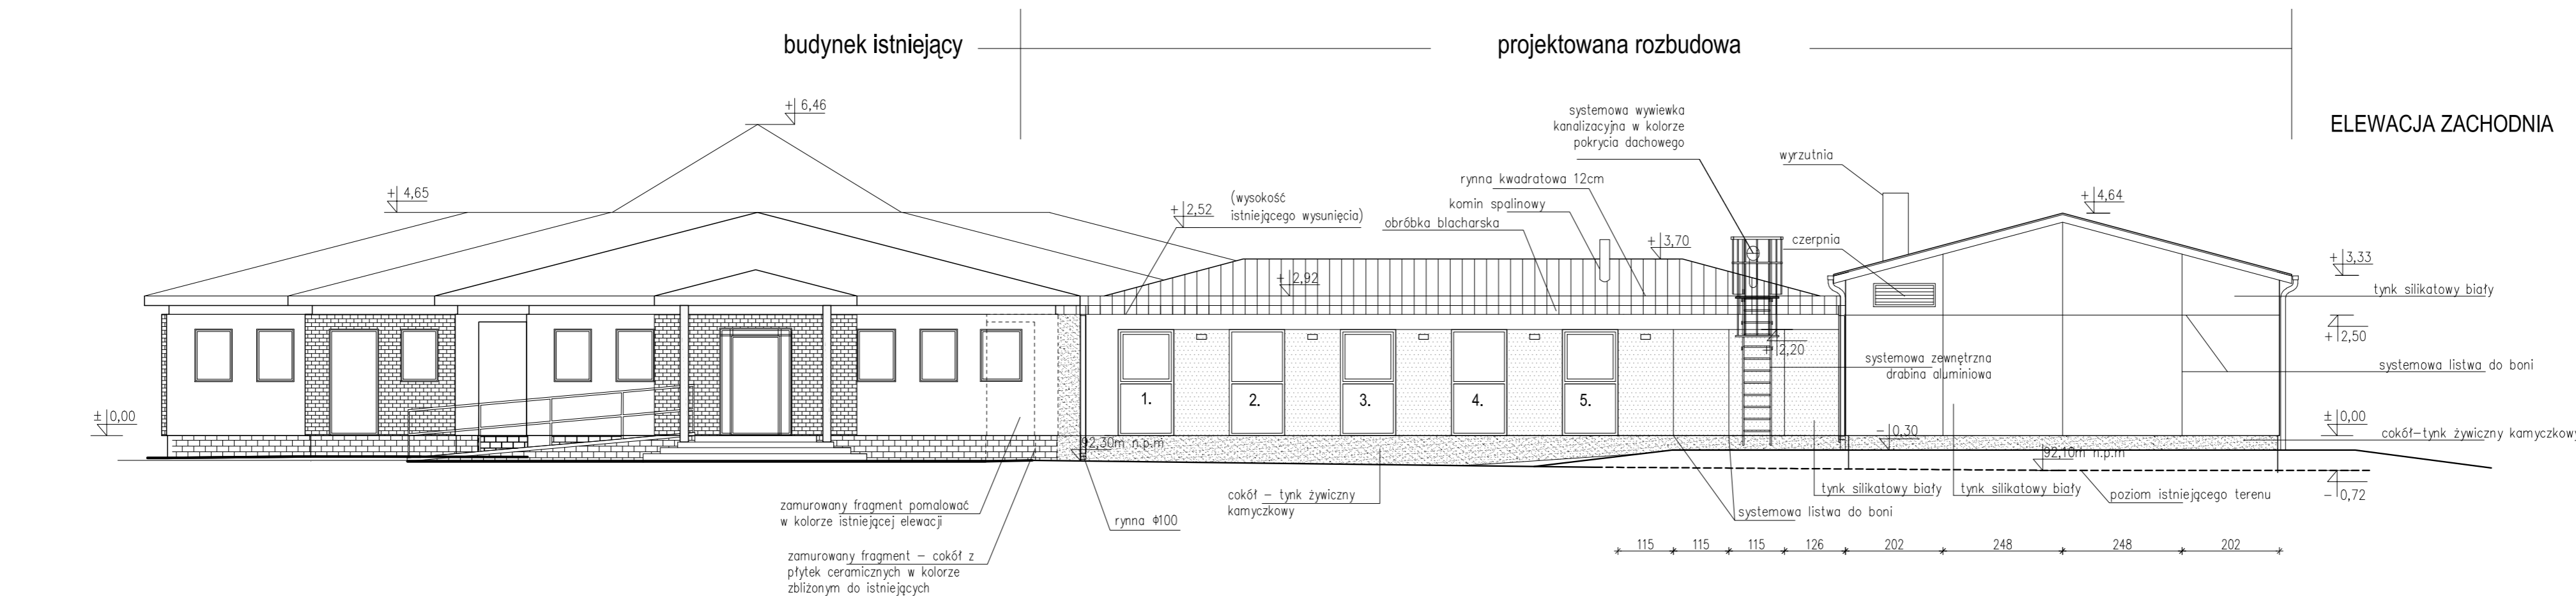 budynek istniejący
projektowana rozbudowa
ELEWACJA ZACHODNIA
+ 6,46
+ 4,65
± 0,00
+ 2,52
(wysokość
istniejącego wysunięcia)
systemowa wywiewka
kanalizacyjna w kolorze
pokrycia dachowego
rynna kwadratowa 12cm
komin spalinowy
obróbka blacharska
+ 3,70
+ 2,92
wyrzutnia
czerpnia
+ 4,64
+ 3,33
tynk silikatowy biały
+ 2,50
+ 2,20
systemowa zewnętrzna
drabina aluminiowa
systemowa listwa do boni
1.
2.
3.
4.
5.
± 0,00
- 0,30
cokół-tynk żywiczny kamyczkowy
92,30m n.p.m
92,10m n.p.m
zamurowany fragment pomalować
w kolorze istniejącej elewacji
rynna Φ100
cokół - tynk żywiczny
kamyczkowy
tynk silikatowy biały
tynk silikatowy biały
poziom istniejącego terenu
- 0,72
systemowa listwa do boni
zamurowany fragment - cokół z
płytek ceramicznych w kolorze
zbliżonym do istniejących
115 115 115 126 202 248 248 202